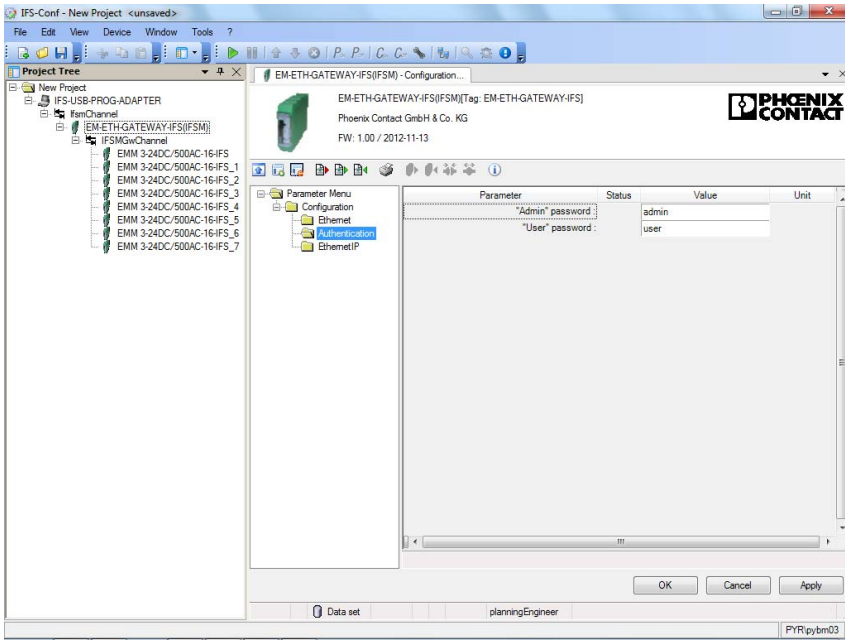 IFS-Conf - New Project <unsaved>
File Edit View Device Window Tools ?
Project Tree
New Project
IFS-USB-PROG-ADAPTER
IfsmChannel
EM-ETH-GATEWAY-IFS(IFSM)
IFSMGwChannel
EMM 3-24DC/500AC-16-IFS
EMM 3-24DC/500AC-16-IFS_1
EMM 3-24DC/500AC-16-IFS_2
EMM 3-24DC/500AC-16-IFS_3
EMM 3-24DC/500AC-16-IFS_4
EMM 3-24DC/500AC-16-IFS_5
EMM 3-24DC/500AC-16-IFS_6
EMM 3-24DC/500AC-16-IFS_7
EM-ETH-GATEWAY-IFS(IFSM) - Configuration...
EM-ETH-GATEWAY-IFS(IFSM)[Tag: EM-ETH-GATEWAY-IFS]
Phoenix Contact GmbH & Co. KG
FW: 1.00 / 2012-11-13
PHŒNIX
CONTACT
Parameter Menu
Configuration
Ethernet
Authentication
EthernetIP
Parameter Status Value Unit
"Admin" password : admin
"User" password : user
OK Cancel Apply
Data set planningEngineer
PYR\pybm03